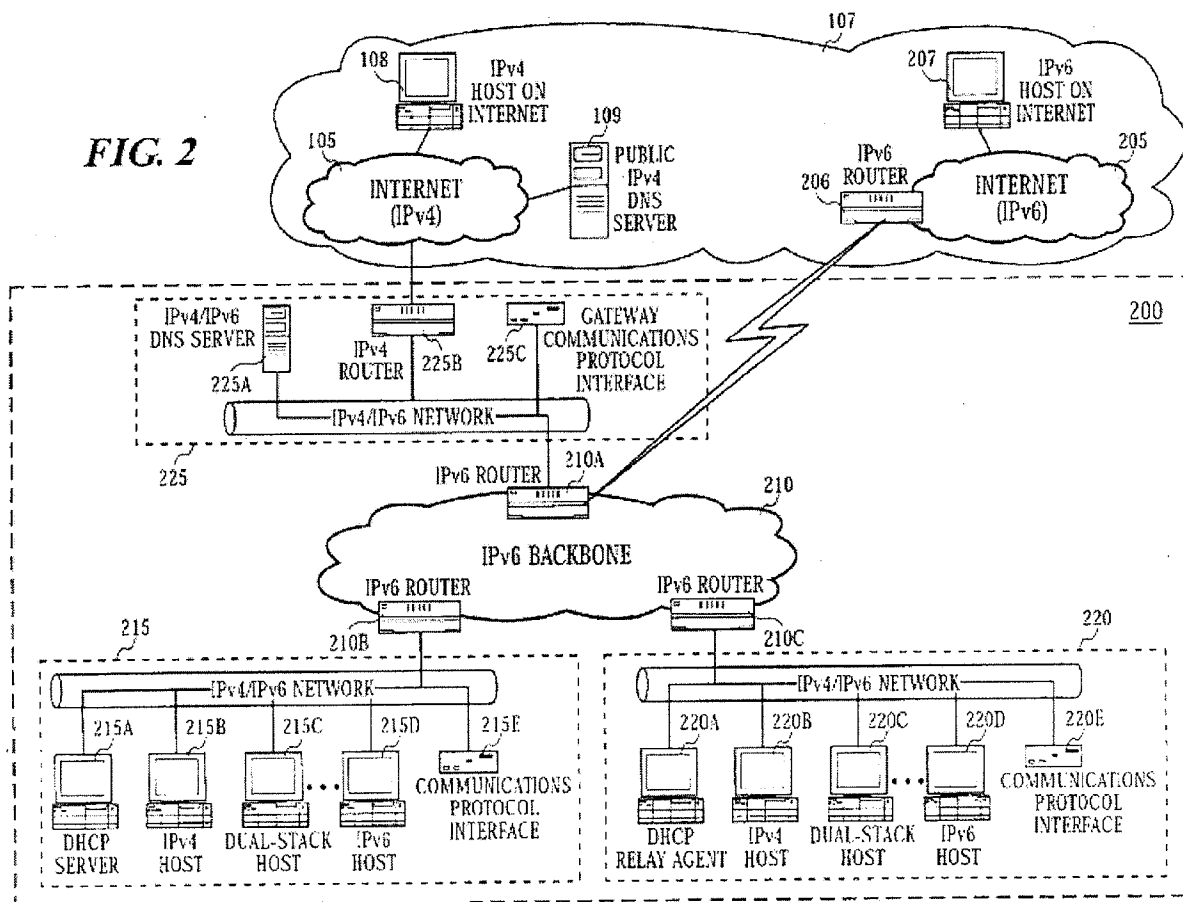 FIG. 2
107
108
IPv4
HOST ON
INTERNET
207
IPv6
HOST ON
INTERNET
109
PUBLIC
IPv4
DNS
SERVER
105
INTERNET
(IPv4)
IPv6
ROUTER
206
205
INTERNET
(IPv6)
200
IPv4/IPv6
DNS SERVER
225A
IPv4
ROUTER
225B
225C
GATEWAY
COMMUNICATIONS
PROTOCOL
INTERFACE
IPv4/IPv6 NETWORK
225
IPv6 ROUTER
210A
210
IPv6 BACKBONE
IPv6 ROUTER
210B
IPv6 ROUTER
210C
215
IPv4/IPv6 NETWORK
215A
215B
215C
215D
215E
DHCP
SERVER
IPv4
HOST
DUAL-STACK
HOST
IPv6
HOST
COMMUNICATIONS
PROTOCOL
INTERFACE
220
IPv4/IPv6 NETWORK
220A
220B
220C
220D
220E
DHCP
RELAY AGENT
IPv4
HOST
DUAL-STACK
HOST
IPv6
HOST
COMMUNICATIONS
PROTOCOL
INTERFACE